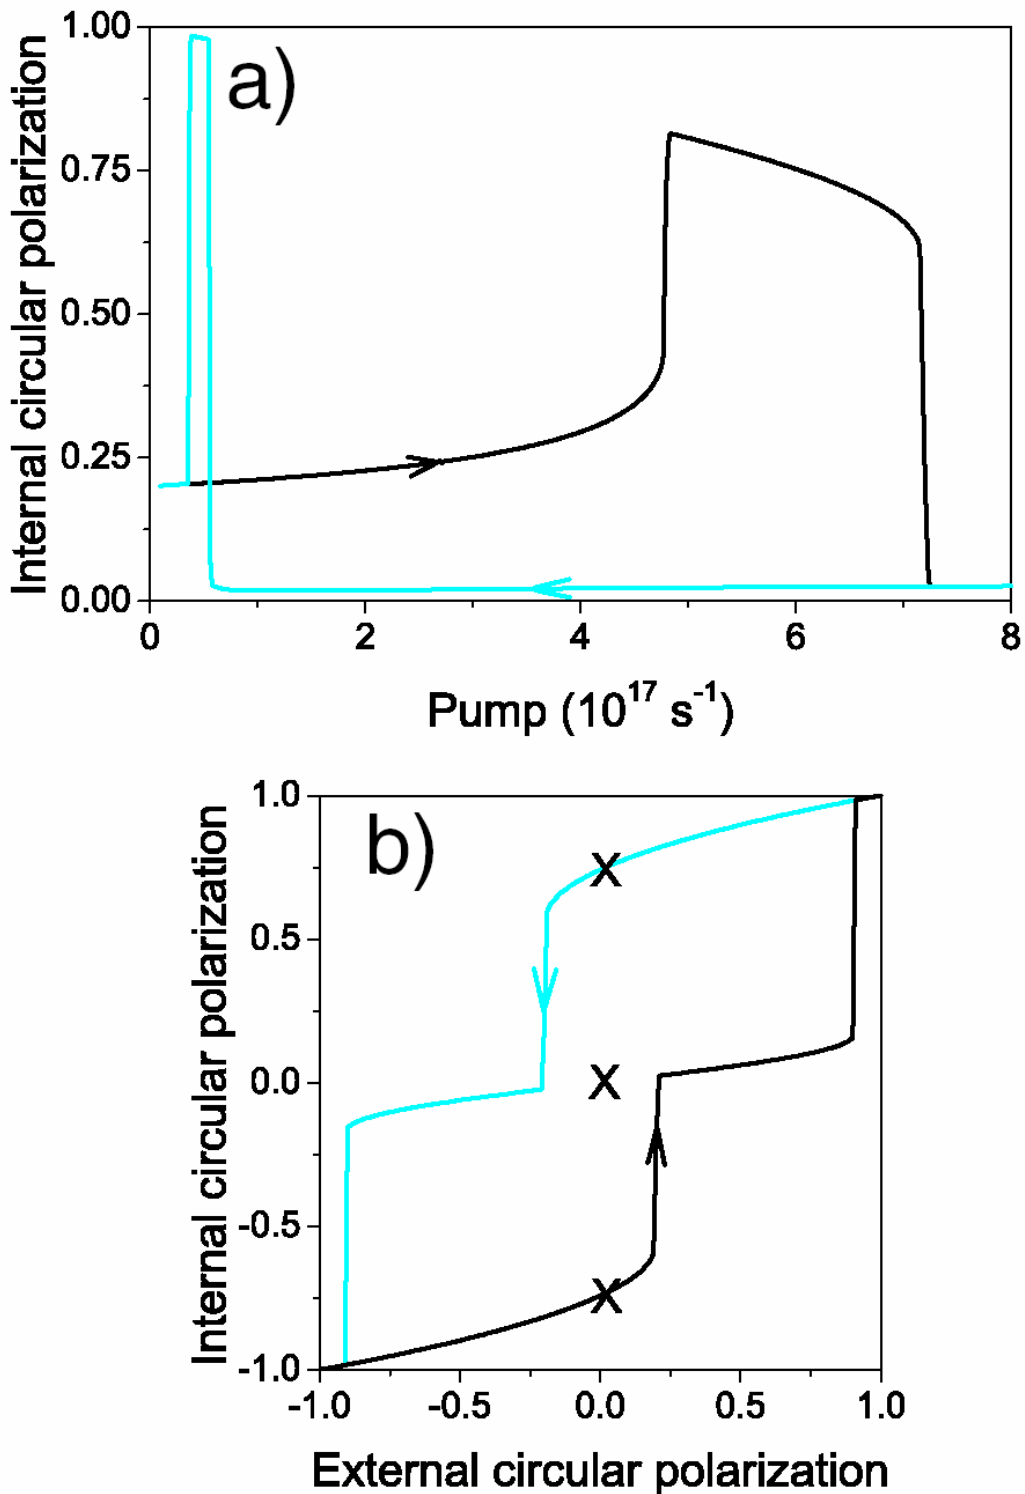 a)
Internal circular polarization
1.00
0.75
0.50
0.25
0.00
0 2 4 6 8
Pump (10¹⁷ s⁻¹)
b)
Internal circular polarization
1.0
0.5
0.0
-0.5
-1.0
X
X
X
-1.0 -0.5 0.0 0.5 1.0
External circular polarization